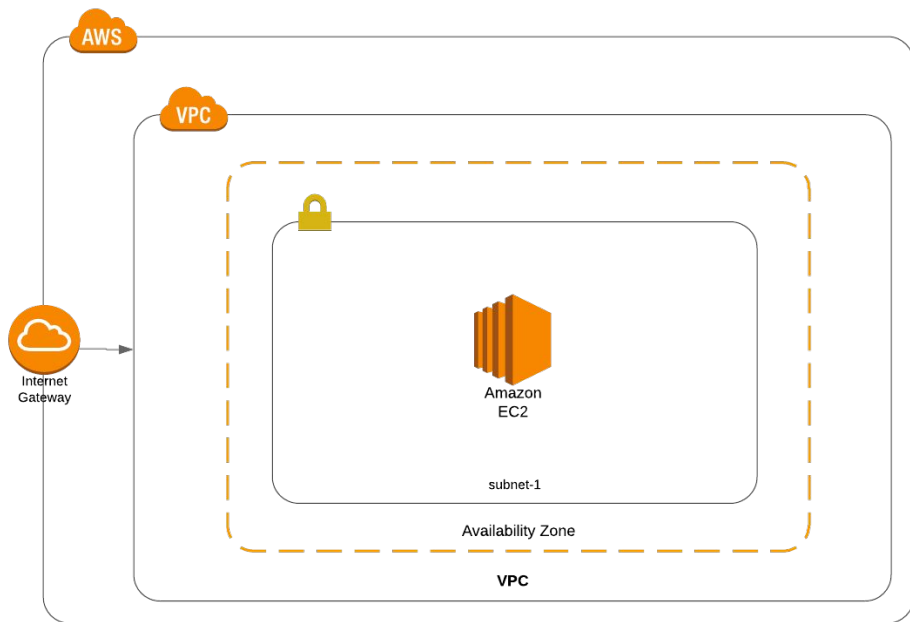 AWS
VPC
Internet
Gateway
Amazon
EC2
subnet-1
Availability Zone
VPC